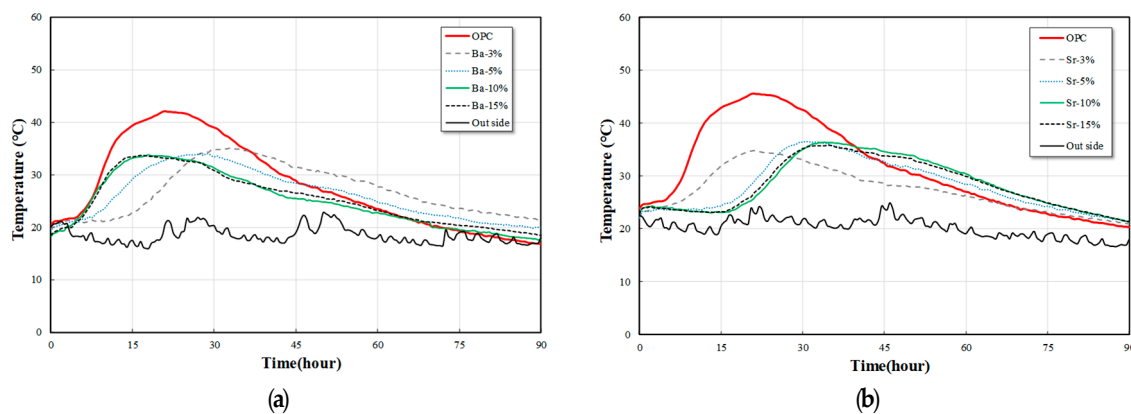 60
50
40
30
20
10
0
Temperature (°C)
OPC
Ba-3%
Ba-5%
Ba-10%
Ba-15%
Out side
0
15
30
45
60
75
90
Time(hour)
(a)
60
50
40
30
20
10
0
Temperature (°C)
OPC
Sr-3%
Sr-5%
Sr-10%
Sr-15%
Out side
0
15
30
45
60
75
90
Time(hour)
(b)